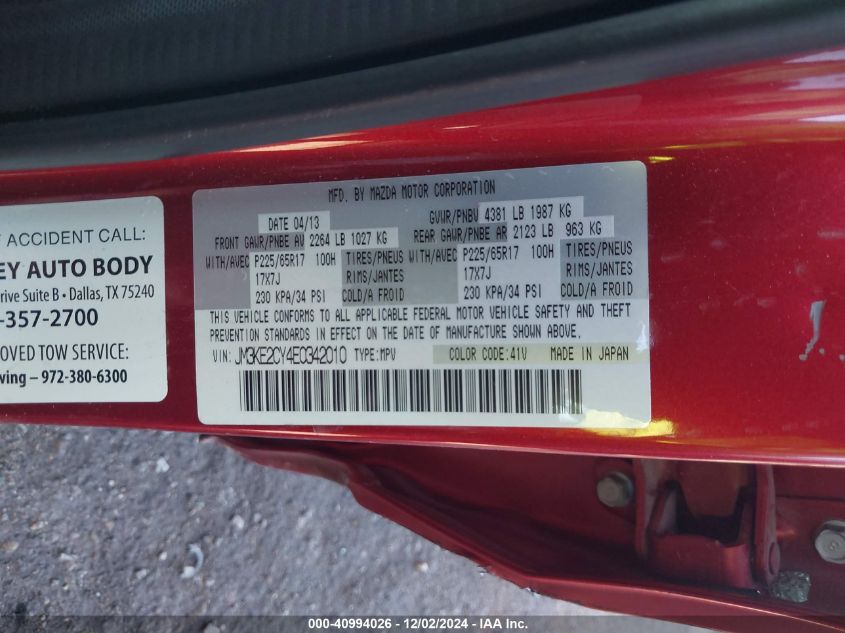 Y ACCIDENT CALL:
EY AUTO BODY
rive Suite B • Dallas, TX 75240
-357-2700
ROVED TOW SERVICE:
wing – 972-380-6300
MFD. BY MAZDA MOTOR CORPORATION
DATE 04/13 GVWR/PNBV 4381 LB 1987 KG
FRONT GAWR/PNBE AV 2264 LB 1027 KG REAR GAWR/PNBE AR 2123 LB 963 KG
WITH/AVEC P225/65R17 100H TIRES/PNEUS WITH/AVEC P225/65R17 100H TIRES/PNEUS
17X7J RIMS/JANTES 17X7J RIMS/JANTES
230 KPA/34 PSI COLD/A FROID 230 KPA/34 PSI COLD/A FROID
THIS VEHICLE CONFORMS TO ALL APPLICABLE FEDERAL MOTOR VEHICLE SAFETY AND THEFT
PREVENTION STANDARDS IN EFFECT ON THE DATE OF MANUFACTURE SHOWN ABOVE.
VIN: JM3KE2CY4E0342010 TYPE:MPV COLOR CODE:41V MADE IN JAPAN
000-40994026 - 12/02/2024 - IAAI Inc.